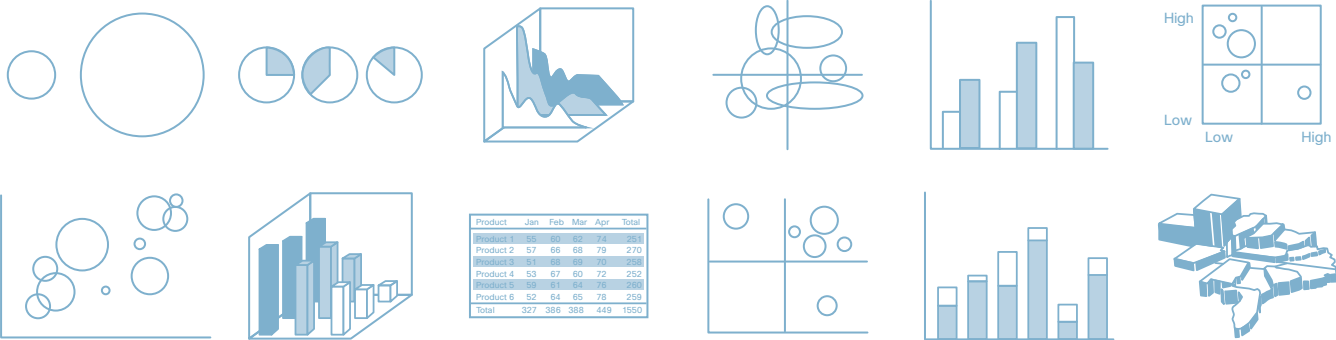 High
Low
Low High
Product Jan Feb Mar Apr Total
Product 1 55 60 62 74 251
Product 2 57 66 68 79 270
Product 3 51 66 69 70 258
Product 4 53 67 60 72 252
Product 5 59 61 64 76 260
Product 6 52 64 65 78 259
Total 327 386 388 449 1550